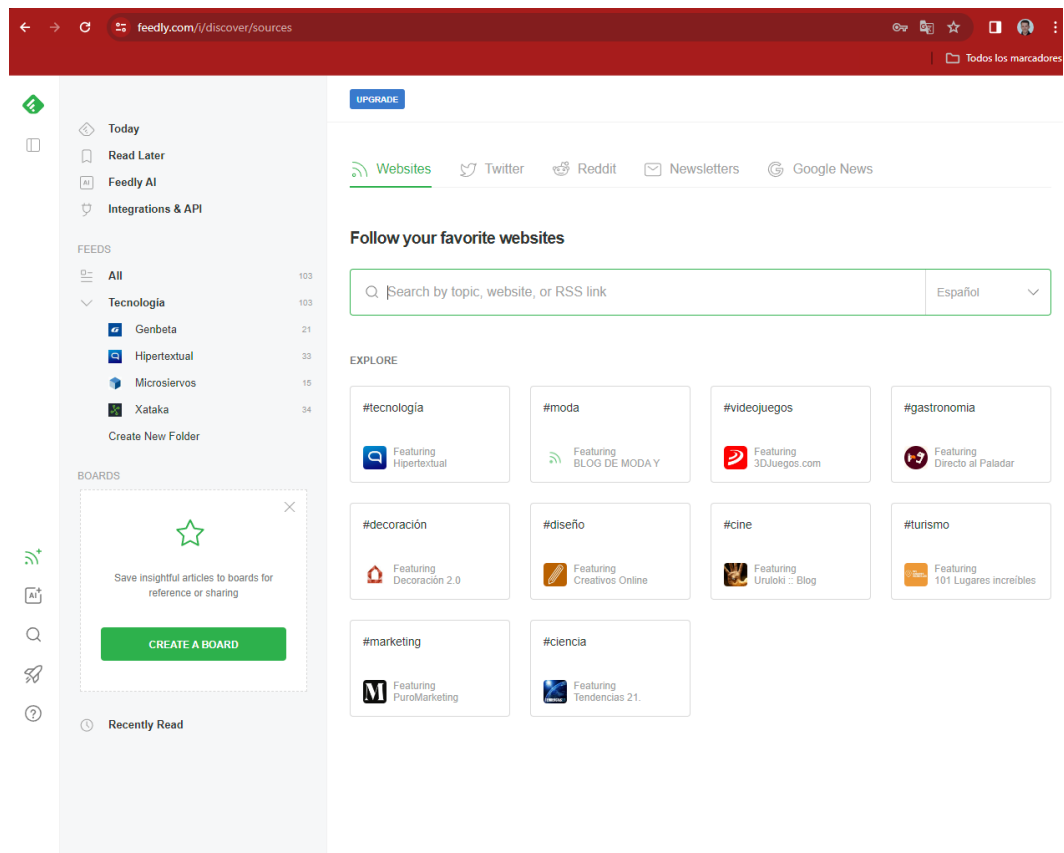 feedly.com/i/discover/sources
Todos los marcadores
UPGRADE
Today
Read Later
AI Feedly AI
Integrations & API
FEEDS
All 103
Tecnología 103
Genbeta 21
Hipertextual 33
Microsiervos 15
Xataka 34
Create New Folder
BOARDS
Save insightful articles to boards for
reference or sharing
CREATE A BOARD
Recently Read
AI
Websites Twitter Reddit Newsletters Google News
Follow your favorite websites
Search by topic, website, or RSS link Español
EXPLORE
#tecnología
Featuring
Hipertextual
#moda
Featuring
BLOG DE MODA Y
#videojuegos
Featuring
3DJuegos.com
#gastronomia
Featuring
Directo al Paladar
#decoración
Featuring
Decoración 2.0
#diseño
Featuring
Creativos Online
#cine
Featuring
Uruloki :: Blog
#turismo
Featuring
101 Lugares increíbles
#marketing
Featuring
PuroMarketing
#ciencia
Featuring
Tendencias 21.